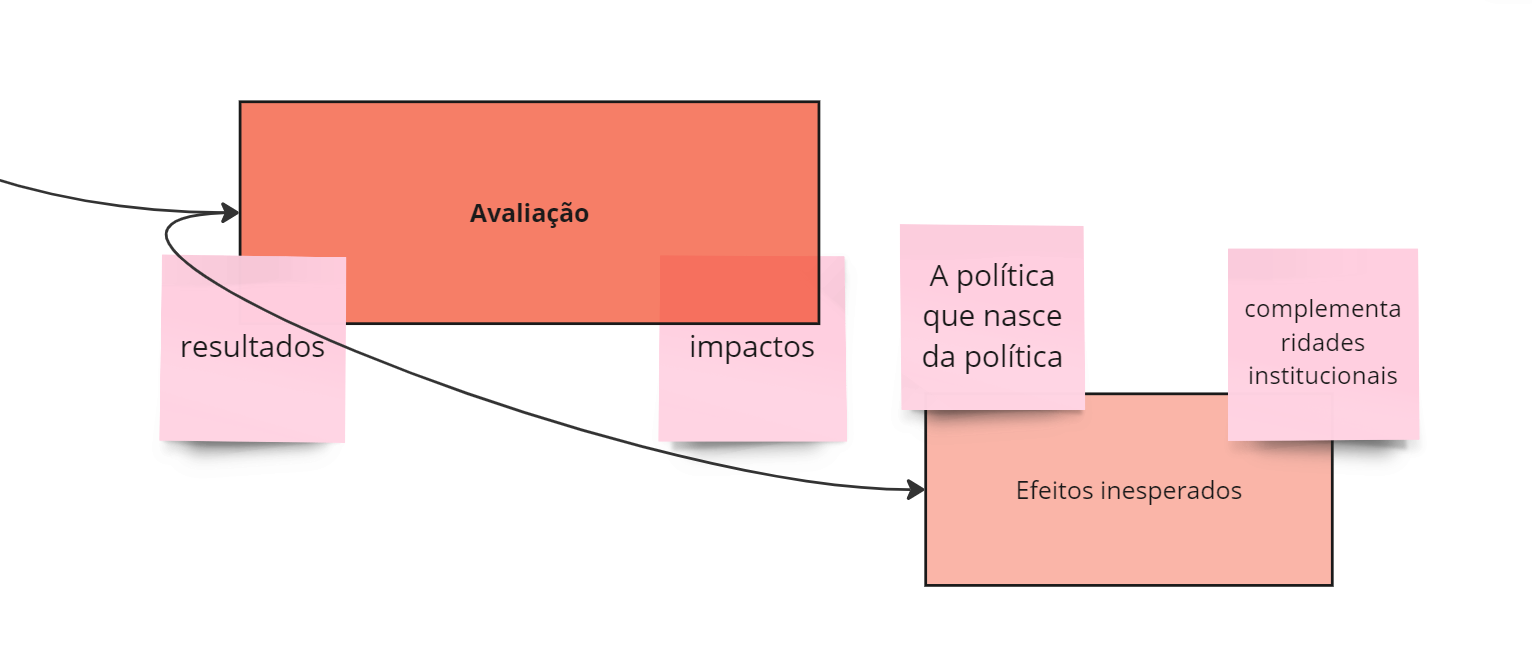 Avaliação
resultados
impactos
A política
que nasce
da política
complementa
ridades
institucionais
Efeitos inesperados